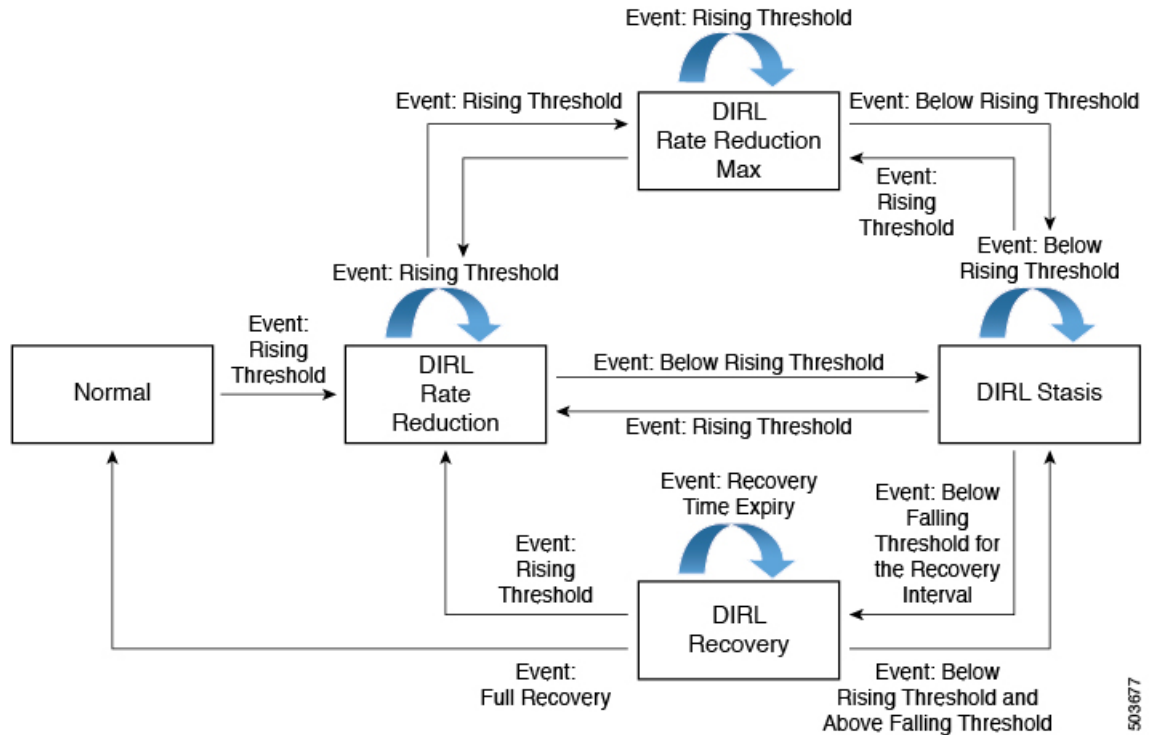 Event: Rising Threshold
Event: Rising Threshold
DIRL
Rate Reduction
Max
Event: Below Rising Threshold
Event:
Rising
Threshold
Event: Rising Threshold
Event: Below
Rising Threshold
Event:
Rising
Threshold
Normal
DIRL
Rate
Reduction
Event: Below Rising Threshold
Event: Rising Threshold
DIRL Stasis
Event: Recovery
Time Expiry
Event: Below
Falling
Threshold for
the Recovery
Interval
Event:
Rising
Threshold
DIRL
Recovery
Event:
Full Recovery
Event: Below
Rising Threshold and
Above Falling Threshold
503677